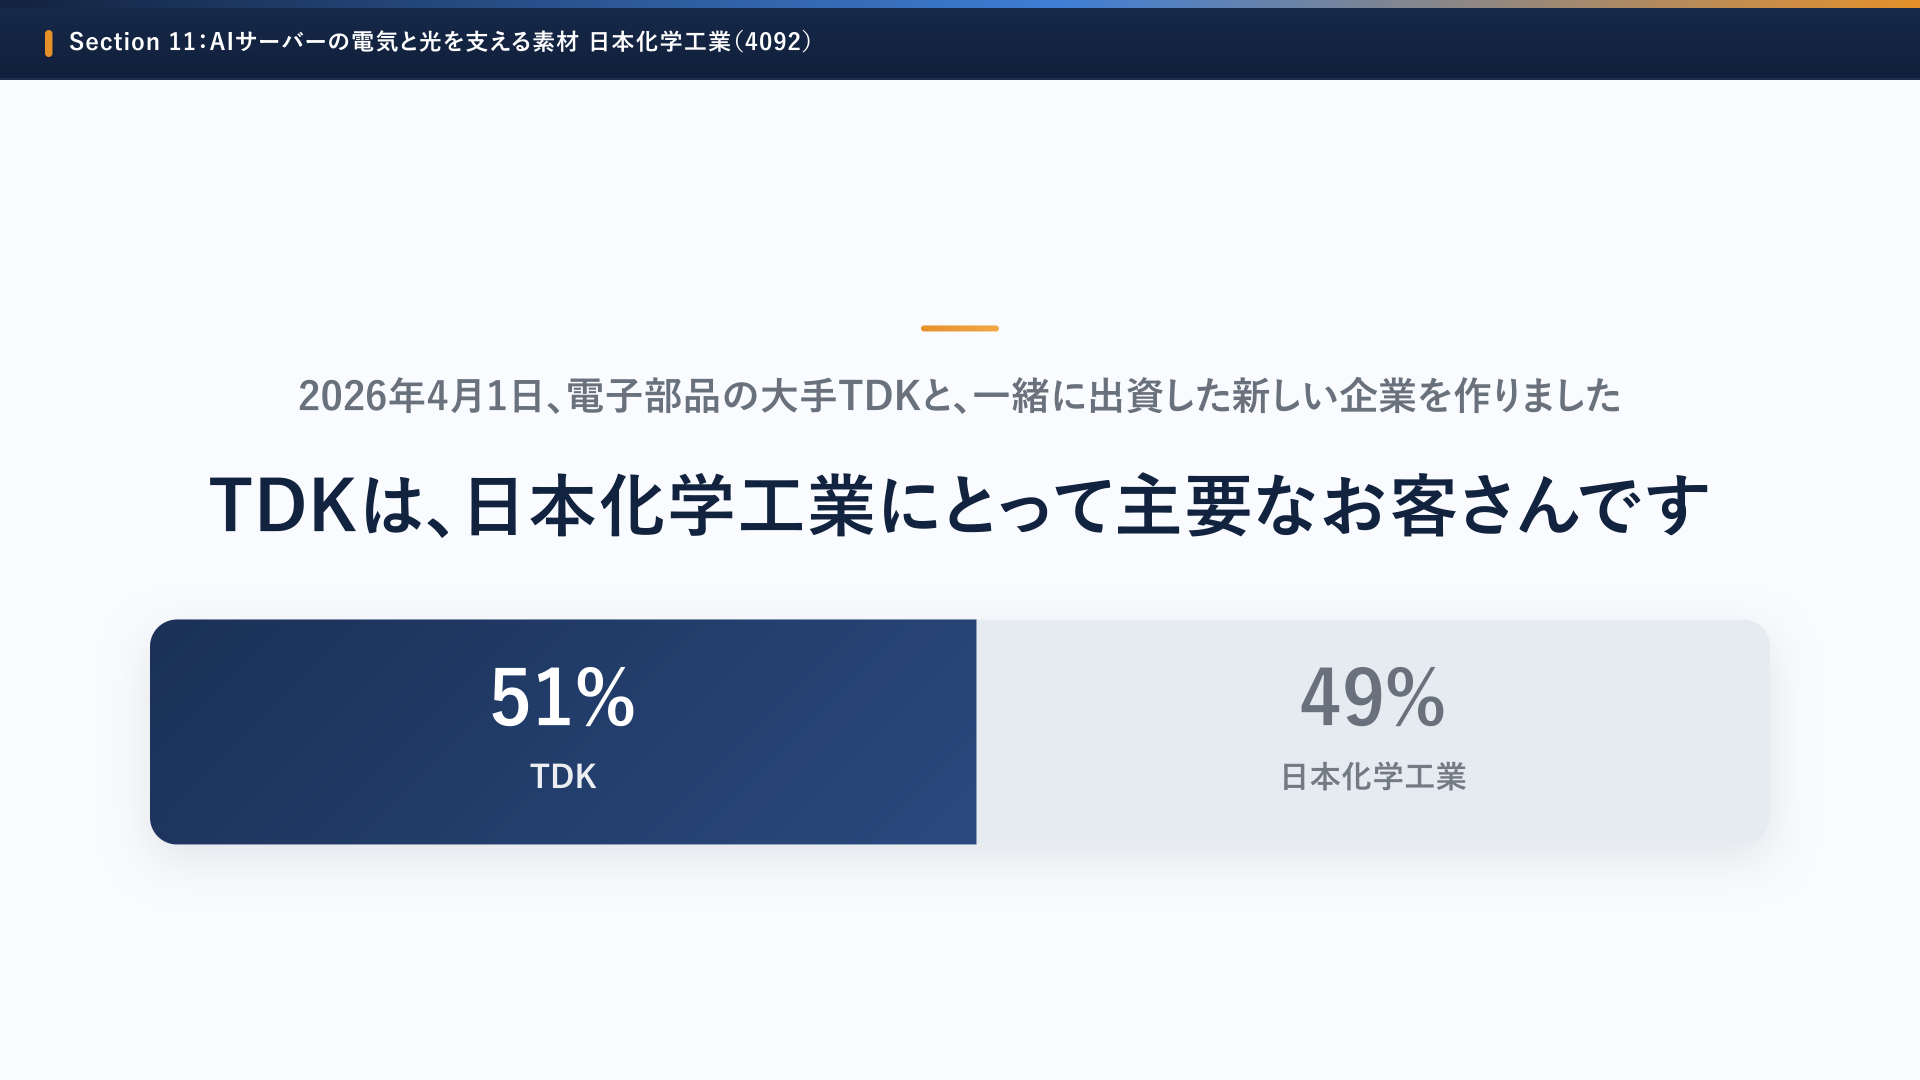 Section 11：AIサーバーの電気と光を支える素材 日本化学工業（4092）
2026年4月1日、電子部品の大手TDKと、一緒に出資した新しい企業を作りました
TDKは、日本化学工業にとって主要なお客さんです
51%
TDK
49%
日本化学工業